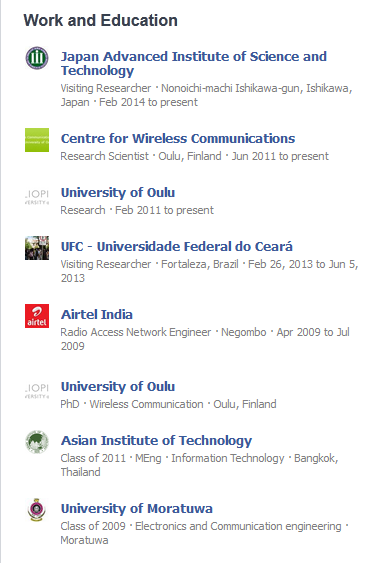 Work and Education
Japan Advanced Institute of Science and
Technology
Visiting Researcher · Nonoichi-machi Ishikawa-gun, Ishikawa,
Japan · Feb 2014 to present
Centre for Wireless Communications
Research Scientist · Oulu, Finland · Jun 2011 to present
University of Oulu
Research · Feb 2011 to present
UFC - Universidade Federal do Ceará
Visiting Researcher · Fortaleza, Brazil · Feb 26, 2013 to Jun 5,
2013
airtel
Airtel India
Radio Access Network Engineer · Negombo · Apr 2009 to Jul
2009
University of Oulu
PhD · Wireless Communication · Oulu, Finland
Asian Institute of Technology
Class of 2011 · MEng · Information Technology · Bangkok,
Thailand
University of Moratuwa
Class of 2009 · Electronics and Communication engineering ·
Moratuwa